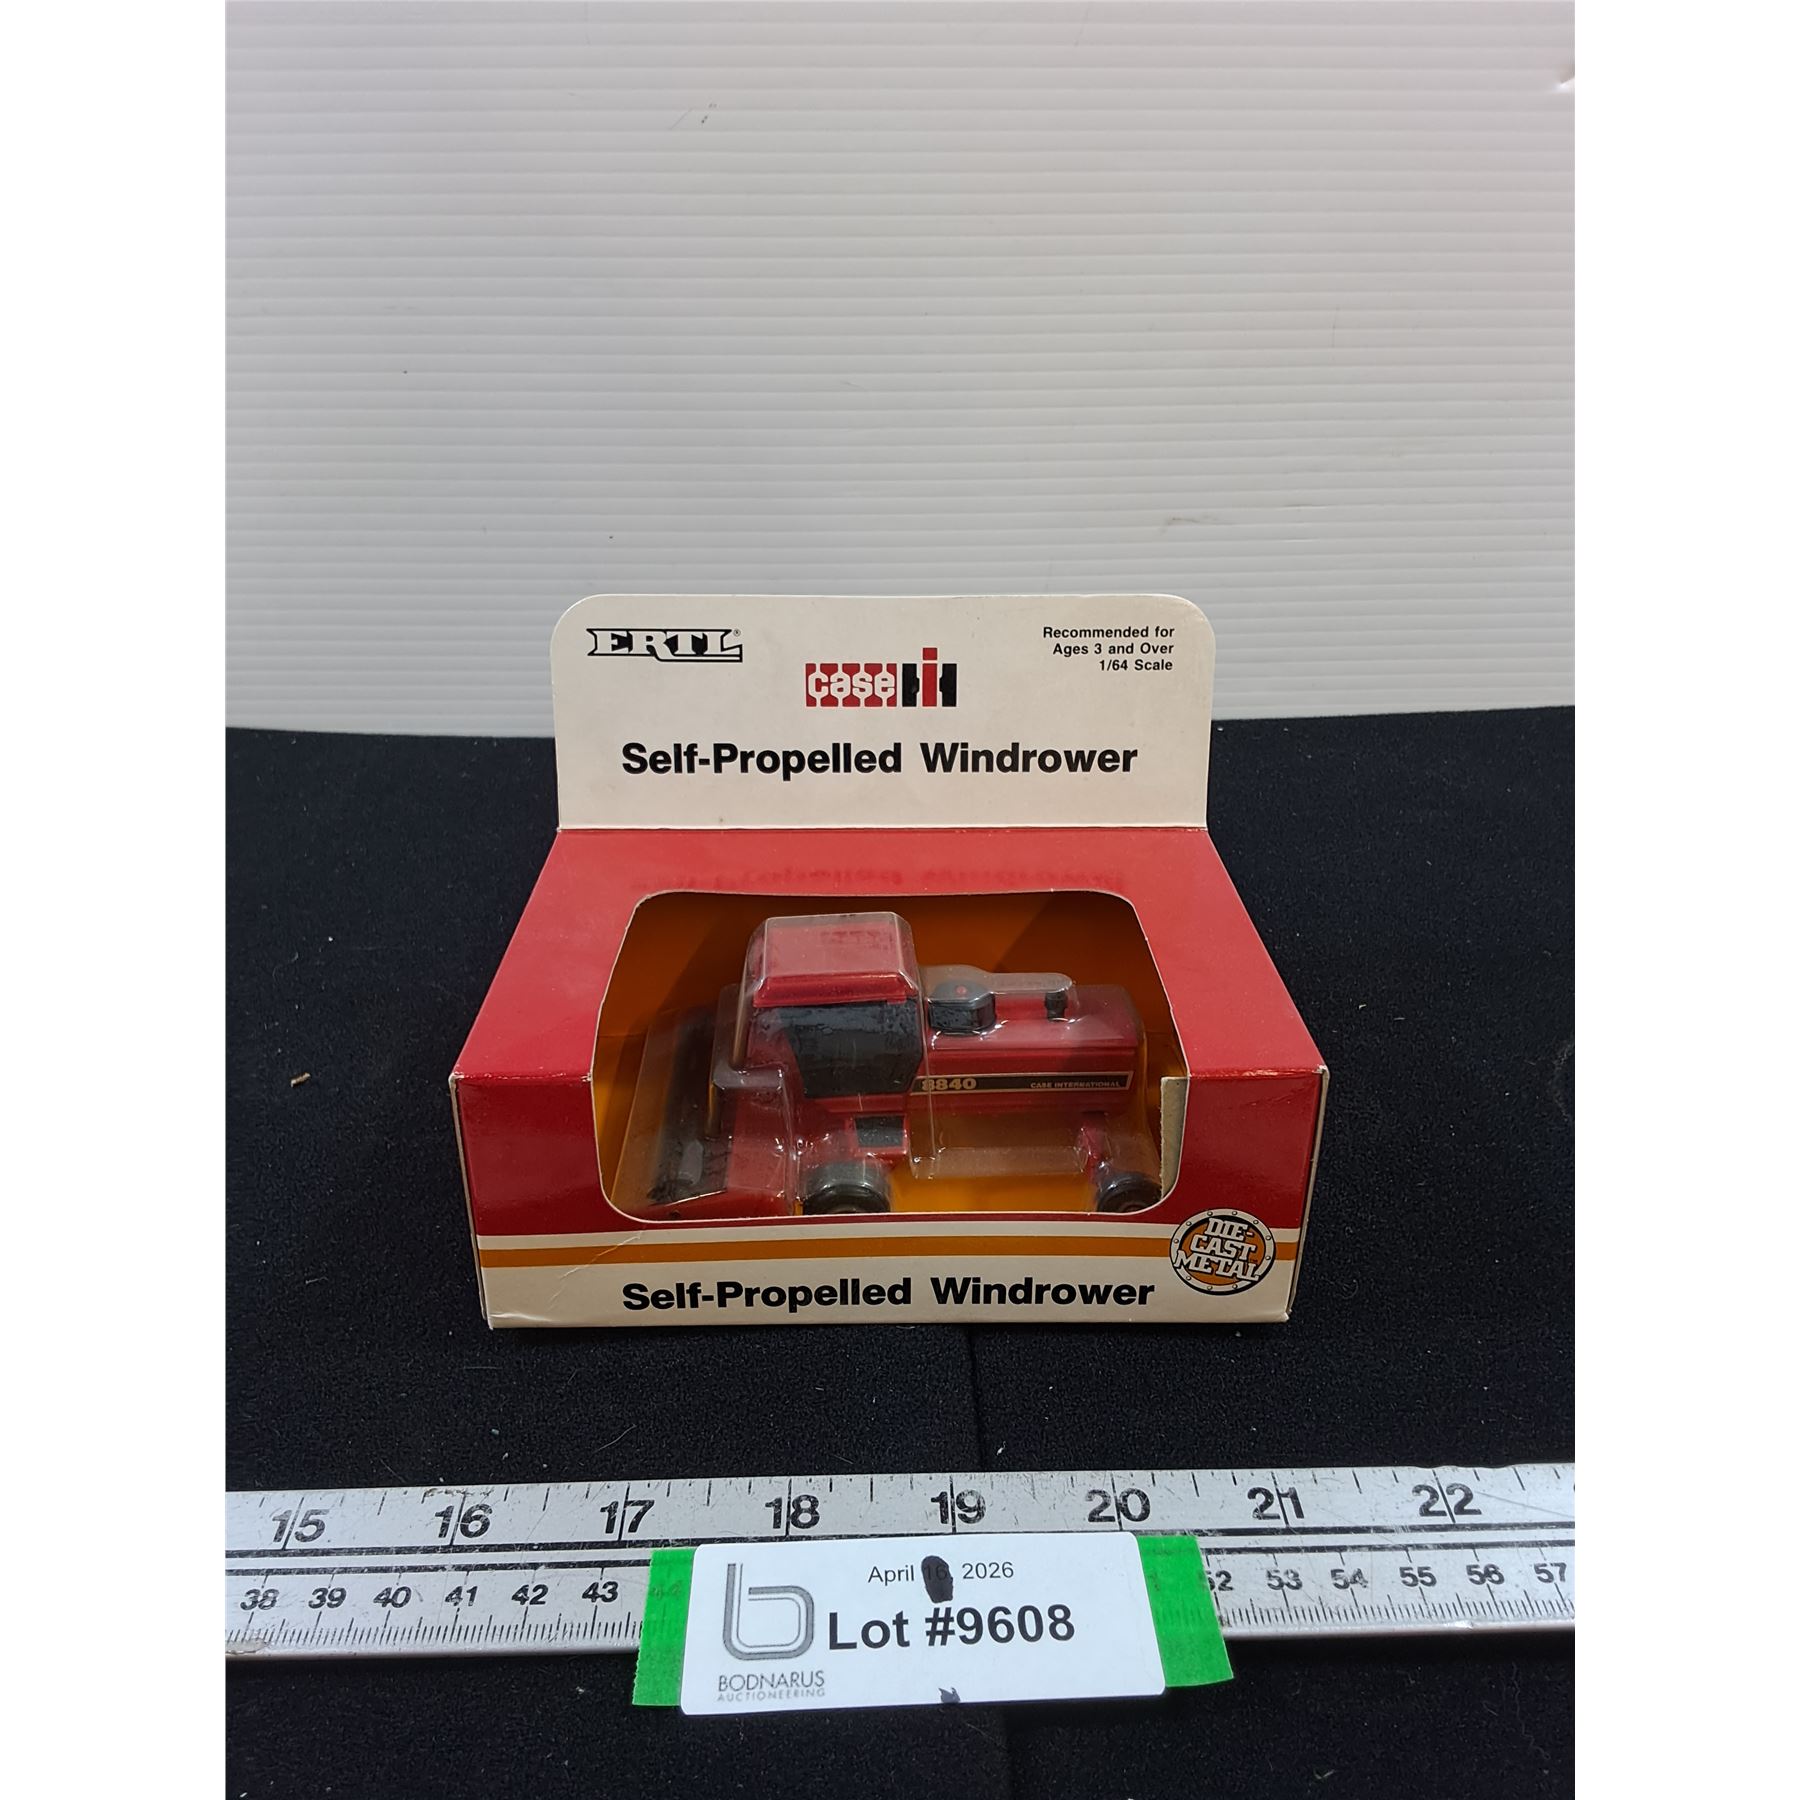 ERTL®
Recommended for
Ages 3 and Over
1/64 Scale
case IH
Self-Propelled Windrower
8840 CASE INTERNATIONAL
DIE-
CAST
METAL
Self-Propelled Windrower
15 16 17 18 19 20 21 22
38 39 40 41 42 43 52 53 54 55 56 57
April 2026
Lot #9608
BODNARUS
AUCTIONEERING